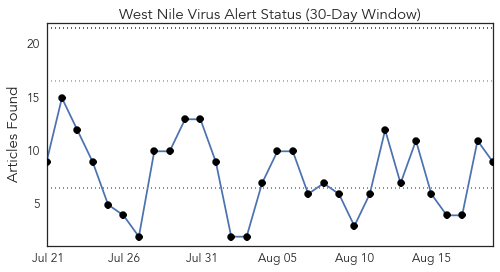 West Nile Virus Alert Status (30-Day Window)
Articles Found
20
15
10
5
Jul 21
Jul 26
Jul 31
Aug 05
Aug 10
Aug 15